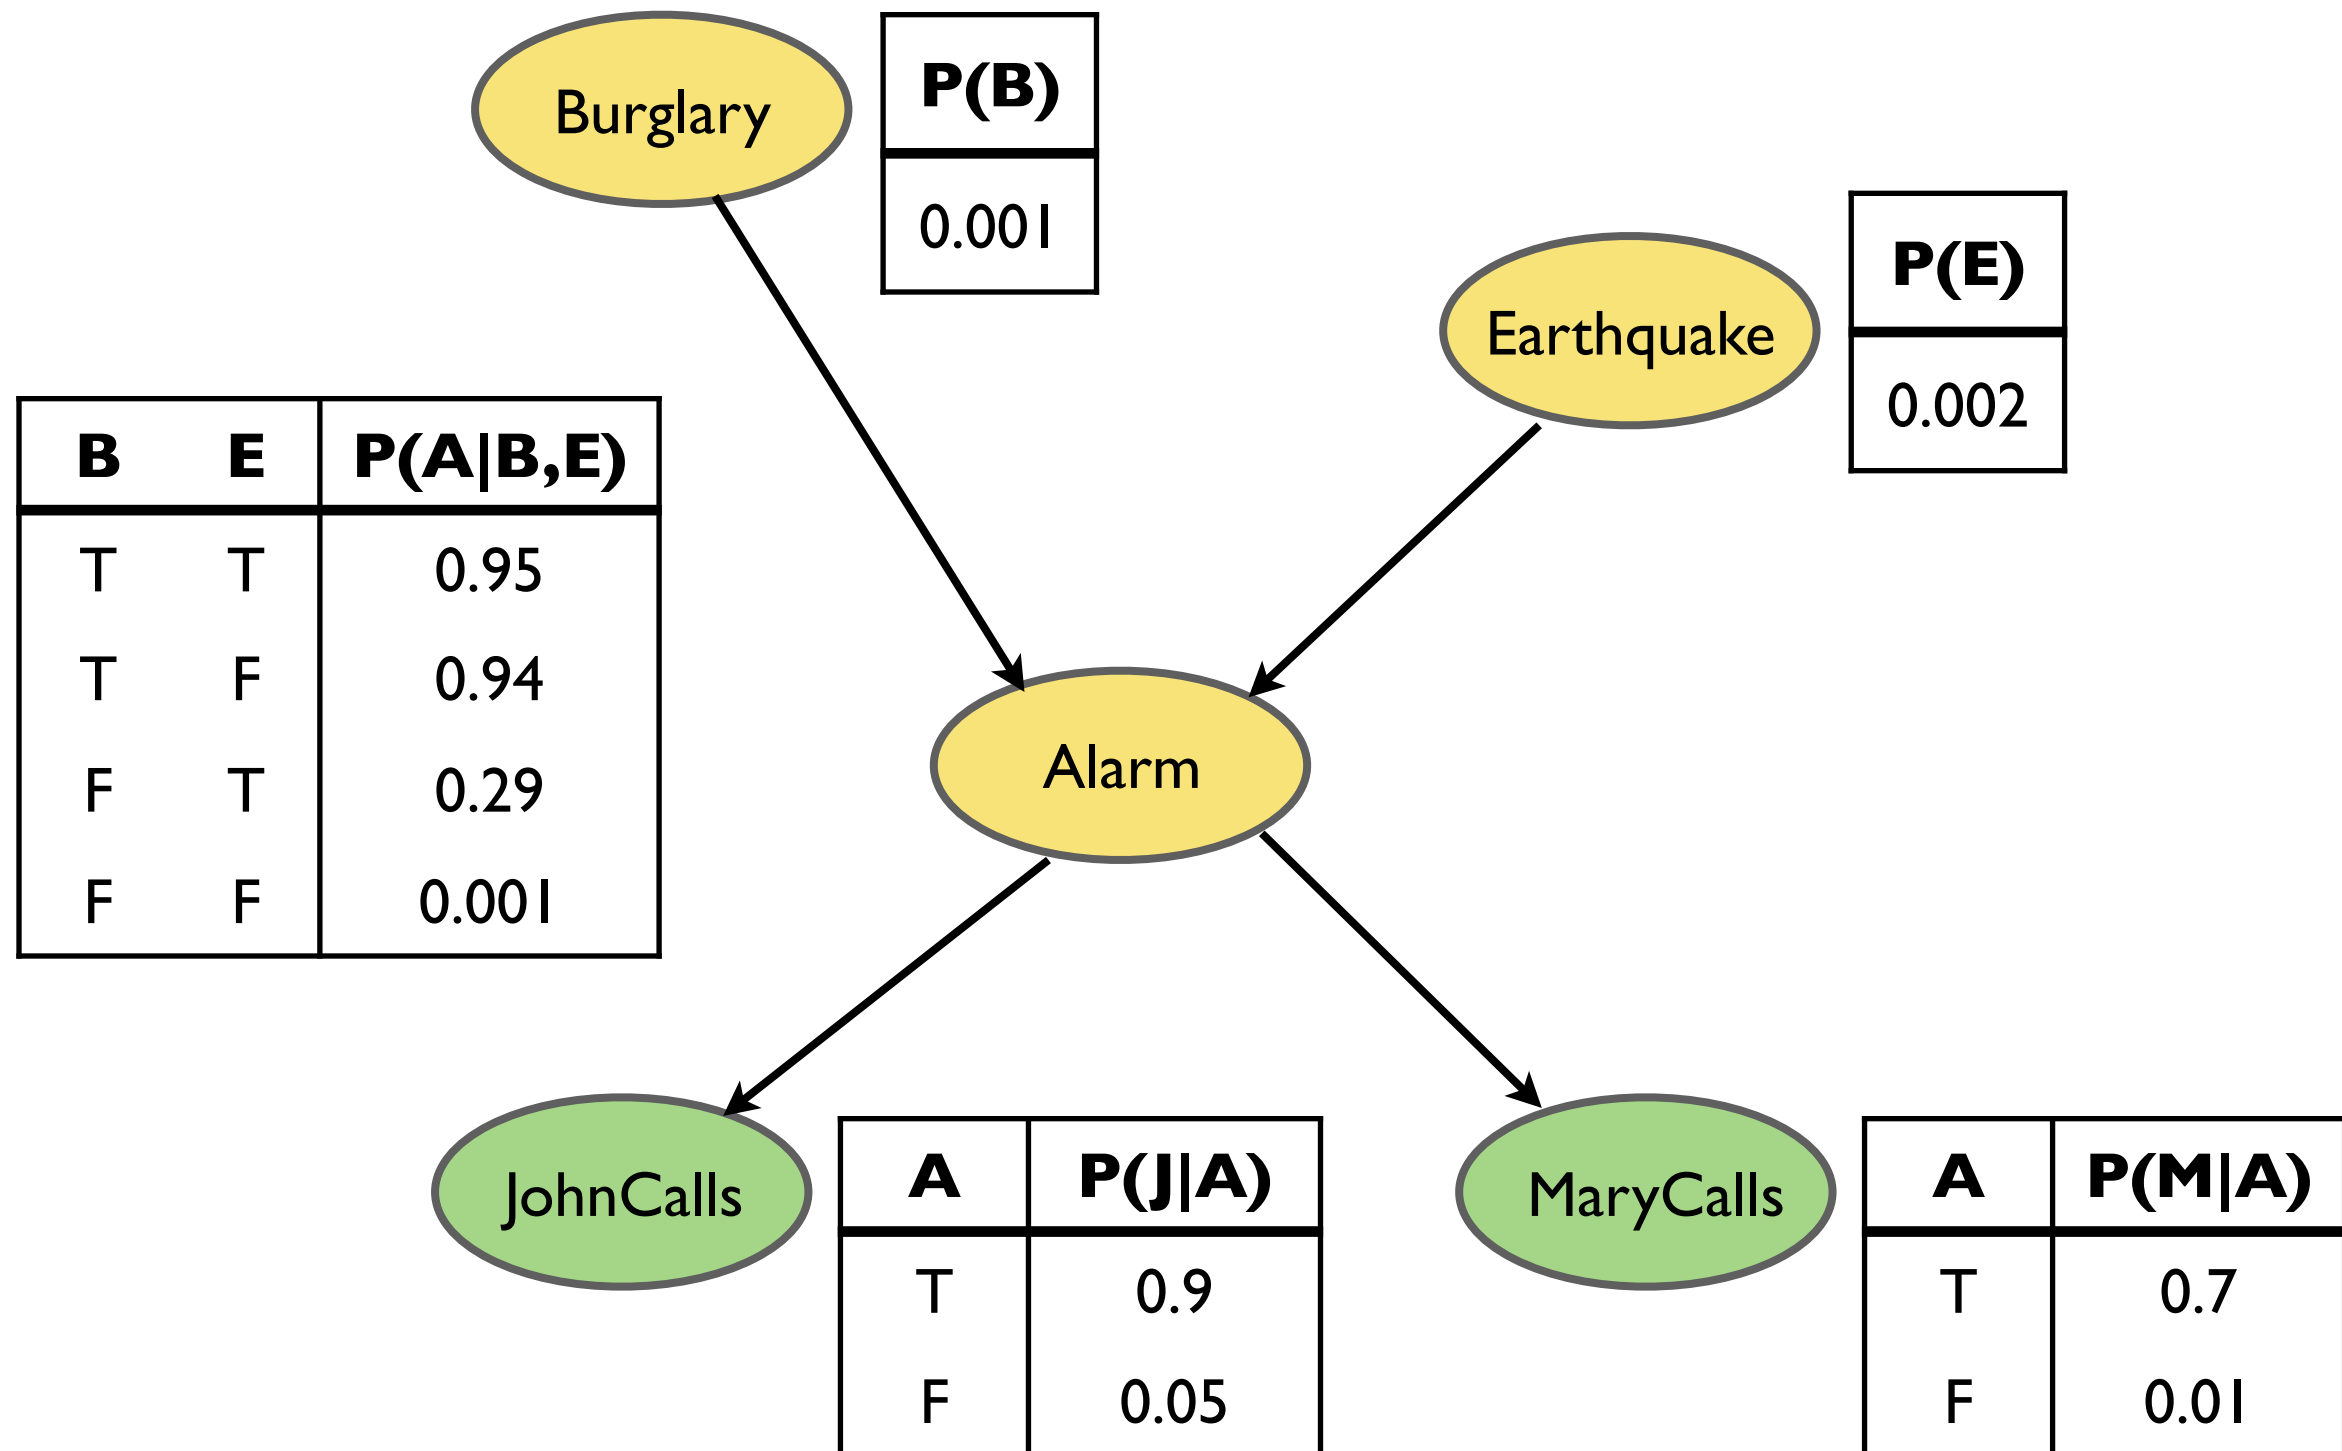 Burglary
P(B)
0.001
Earthquake
P(E)
0.002
B E P(A|B,E)
T T 0.95
T F 0.94
F T 0.29
F F 0.001
Alarm
JohnCalls
A P(J|A)
T 0.9
F 0.05
MaryCalls
A P(M|A)
T 0.7
F 0.01